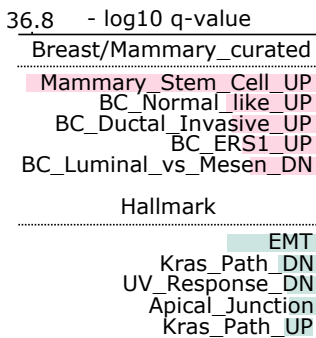 36.8 - log10 q-value
Breast/Mammary_curated
Mammary_Stem_Cell_UP
BC_Normal_like_UP
BC_Ductal_Invasive_UP
BC_ERS1_UP
BC_Luminal_vs_Mesen_DN
Hallmark
EMT
Kras_Path_DN
UV_Response_DN
Apical_Junction
Kras_Path_UP